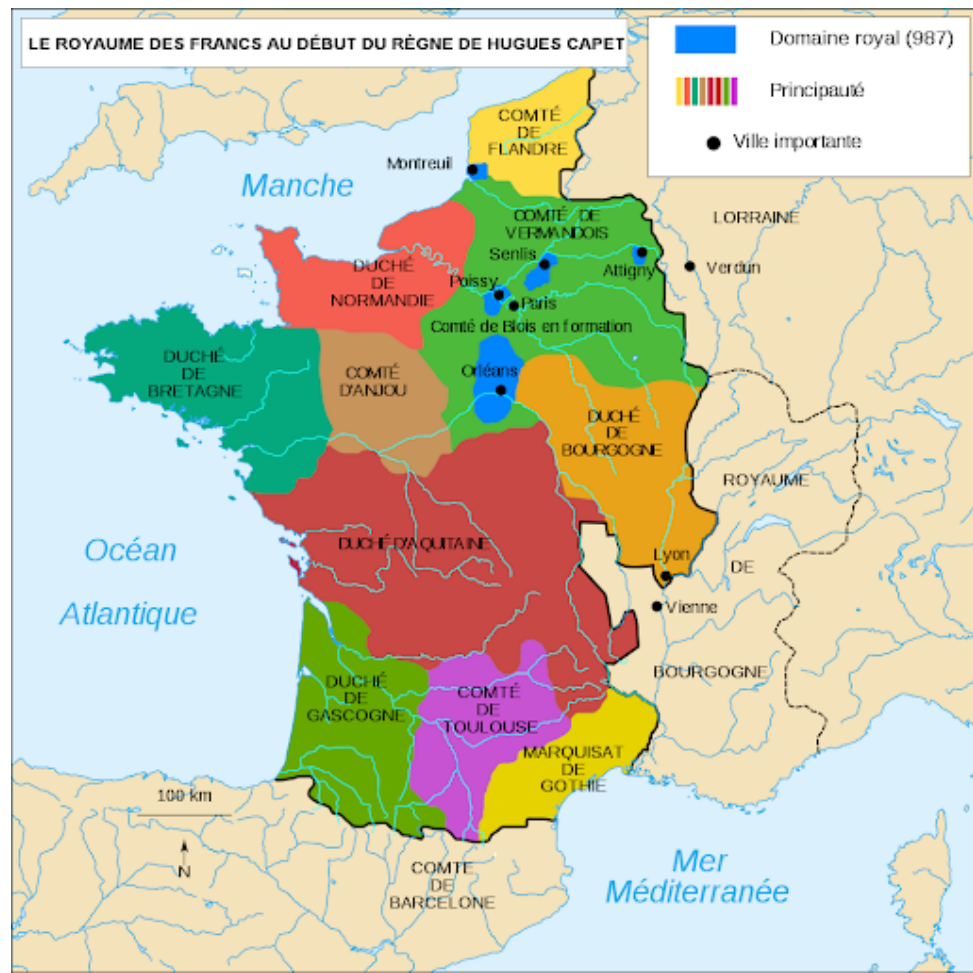 LE ROYAUME DES FRANCS AU DÉBUT DU RÈGNE DE HUGUES CAPET
Domaine royal (987)
Principauté
Ville importante
COMTÉ
DE
FLANDRE
Montreuil
Manche
COMTÉ DE
VERMANDOIS
LORRAINE
Senlis
Attigny
Verdun
DUCHÉ
DE
NORMANDIE
Poissy
Paris
Comté de Blois en formation
DUCHÉ
DE
BRETAGNE
COMTÉ
D'ANJOU
Orléans
DUCHÉ
DE
BOURGOGNE
ROYAUME
DE
BOURGOGNE
Océan
Atlantique
DUCHÉ D'AQUITAINE
Lyon
Vienne
DUCHÉ
DE
GASCOGNE
COMTÉ
DE
TOULOUSE
MARQUISAT
DE
GOTHIE
100 km
N
COMTE
DE
BARCELONE
Mer
Méditerranée